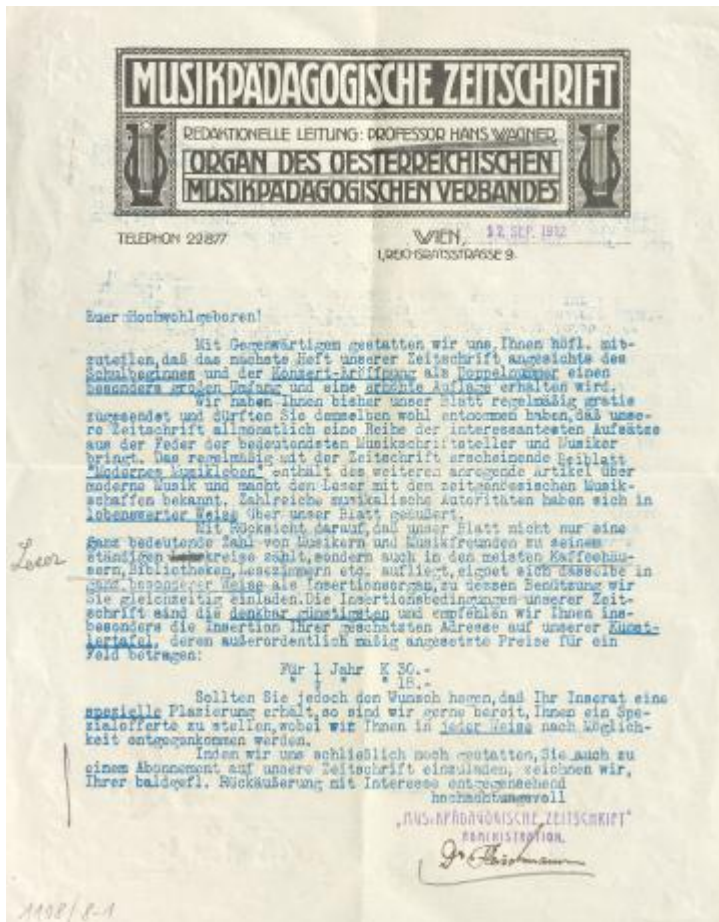 MUSIKPÄDAGOGISCHE ZEITSCHRIFT
REDAKTIONELLE LEITUNG: PROFESSOR HANS WAGNER
ORGAN DES OESTERREICHISCHEN
MUSIKPÄDAGOGISCHEN VERBANDES
TELEPHON 22877
WIEN, 12 SEP. 1912
I, REICHSRATSSTRASSE 9.
Euer Hochwohlgeboren!
Mit Gegenwärtigem gestatten wir uns, Ihnen höfl. mit-
zuteilen, daß das nächste Heft unserer Zeitschrift angesichts des
Schulbeginnes und der Konzert-Eröffnung als Doppelnummer einen
besonders großen Umfang und eine erhöhte Auflage erhalten wird.
Wir haben Ihnen bisher unser Blatt regelmäßig gratis
zugesendet und dürften Sie demselben wohl entnommen haben, daß unse-
re Zeitschrift allmonatlich eine Reihe der interessantesten Aufsätze
aus der Feder der bedeutendsten Musikschriftsteller und Musiker
bringt. Das regelmäßig mit der Zeitschrift erscheinende Beiblatt
"Modernes Musikleben" enthält des weiteren anregende Artikel über
moderne Musik und macht den Leser mit dem zeitgenössischen Musik-
schaffen bekannt. Zahlreiche musikalische Autoritäten haben sich in
lobenswerter Weise über unser Blatt geäußert.
Mit Rücksicht darauf, daß unser Blatt nicht nur eine
ganz bedeutende Zahl von Musikern und Musikfreunden zu seinem
Leser
ständigen kreise zählt, sondern auch in den meisten Kaffeehäu-
sern, Bibliotheken, Lesezimmern etc. aufliegt, eignet sich dasselbe in
ganz besonderer Weise als Insertionsorgan, zu dessen Benützung wir
Sie gleichzeitig einladen. Die Insertionsbedingungen unserer Zeit-
schrift sind die denkbar günstigsten und empfehlen wir Ihnen ins-
besonders die Insertion Ihrer geschätzten Adresse auf unserer Künst-
lertafel, deren außerordentlich mäßig angesetzte Preise für ein
Feld betragen:
Für 1 Jahr K 30.-
" ½ " " 18.-
Sollten Sie jedoch den Wunsch hegen, daß Ihr Inserat eine
spezielle Plazierung erhält, so sind wir gerne bereit, Ihnen ein Spe-
zialofferte zu stellen, wobei wir Ihnen in jeder Weise nach Möglich-
keit entgegenkommen werden.
Indem wir uns schließlich noch gestatten, Sie auch zu
einem Abonnement auf unsere Zeitschrift einzuladen, zeichnen wir,
Ihrer baldgefl. Rückäußerung mit Interesse entgegensehend
hochachtungsvoll
"MUSIKPÄDAGOGISCHE ZEITSCHRIFT"
ADMINISTRATION.
Dr. Fleischmann
1198/8-1